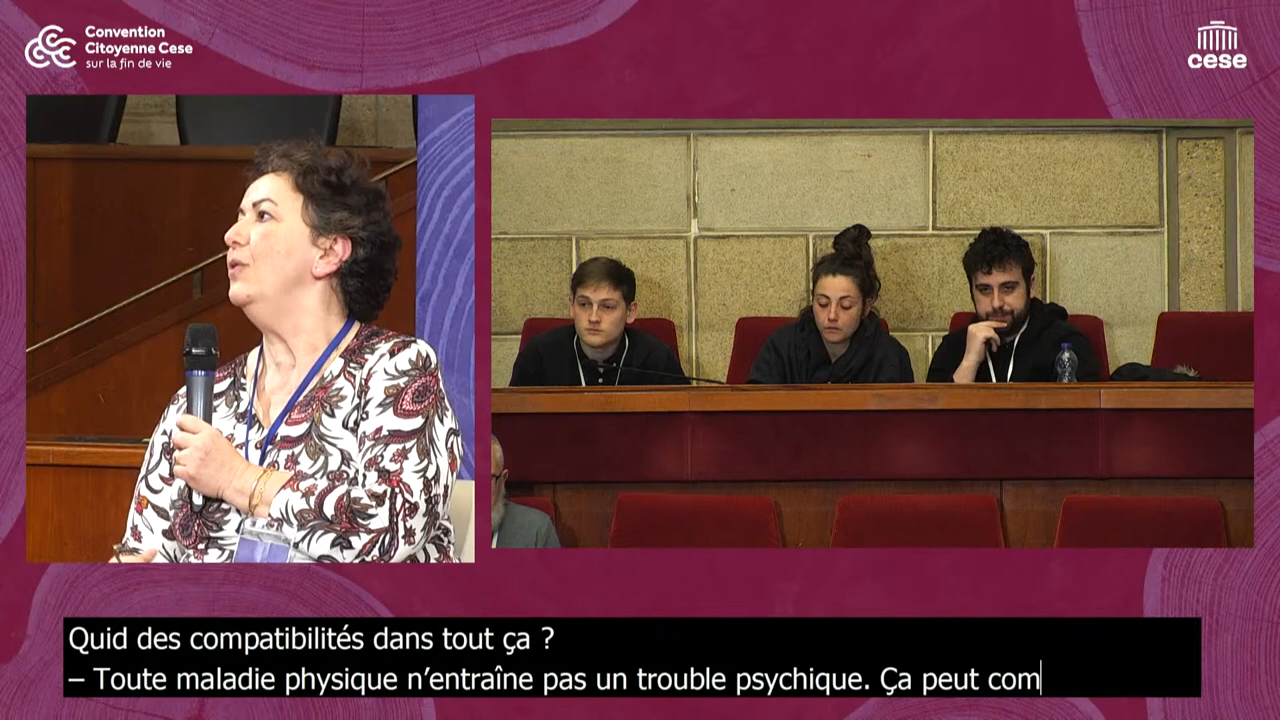 Convention
Citoyenne Cese
sur la fin de vie
cese
Quid des compatibilités dans tout ça ?
– Toute maladie physique n’entraîne pas un trouble psychique. Ça peut com